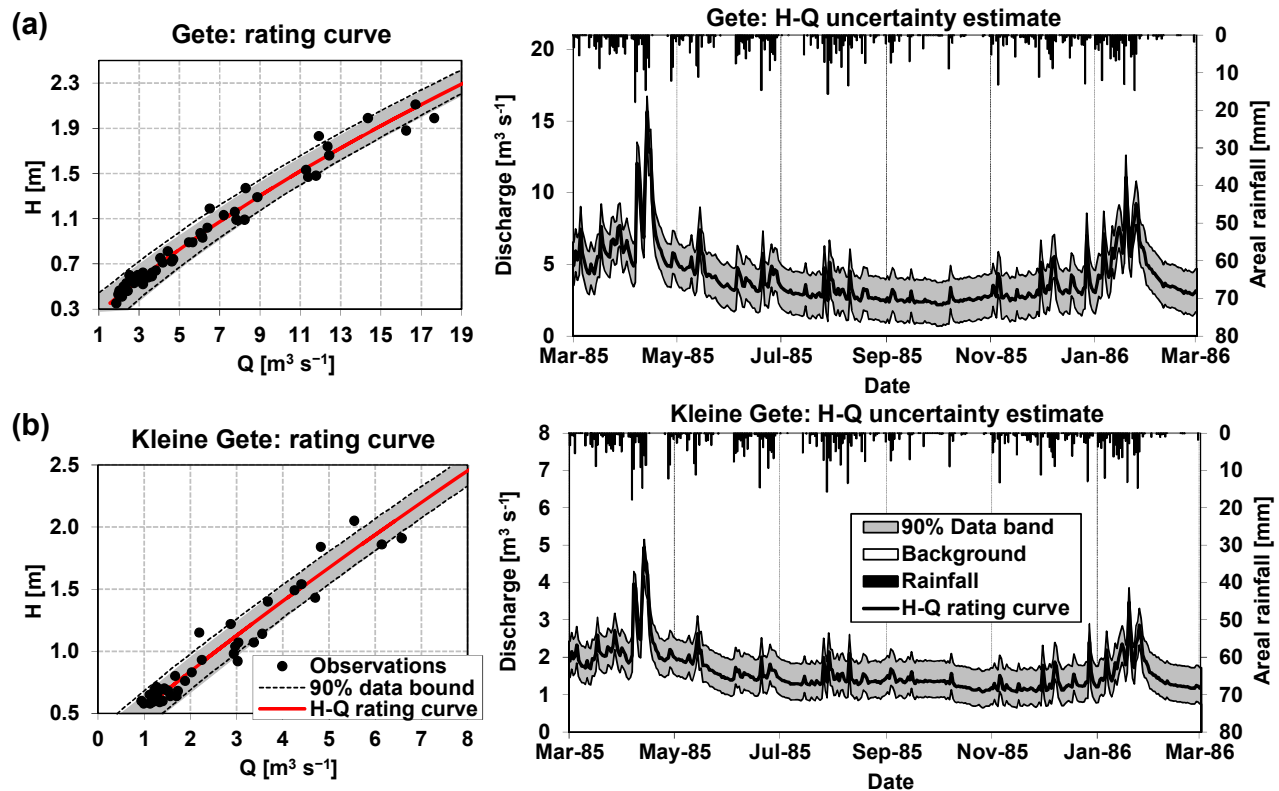 (a)
Gete: rating curve
H [m]
2.3
1.9
1.5
1.1
0.7
0.3
1 3 5 7 9 11 13 15 17 19
Q [m³ s⁻¹]
Gete: H-Q uncertainty estimate
Discharge [m³ s⁻¹]
20
15
10
5
0
0
10
20
30
40
50
60
70
80
Areal rainfall [mm]
Mar-85 May-85 Jul-85 Sep-85 Nov-85 Jan-86 Mar-86
Date
(b)
Kleine Gete: rating curve
H [m]
2.5
2.0
1.5
1.0
0.5
Observations
90% data bound
H-Q rating curve
0 1 2 3 4 5 6 7 8
Q [m³ s⁻¹]
Kleine Gete: H-Q uncertainty estimate
Discharge [m³ s⁻¹]
8
7
6
5
4
3
2
1
0
90% Data band
Background
Rainfall
H-Q rating curve
0
10
20
30
40
50
60
70
80
Areal rainfall [mm]
Mar-85 May-85 Jul-85 Sep-85 Nov-85 Jan-86 Mar-86
Date